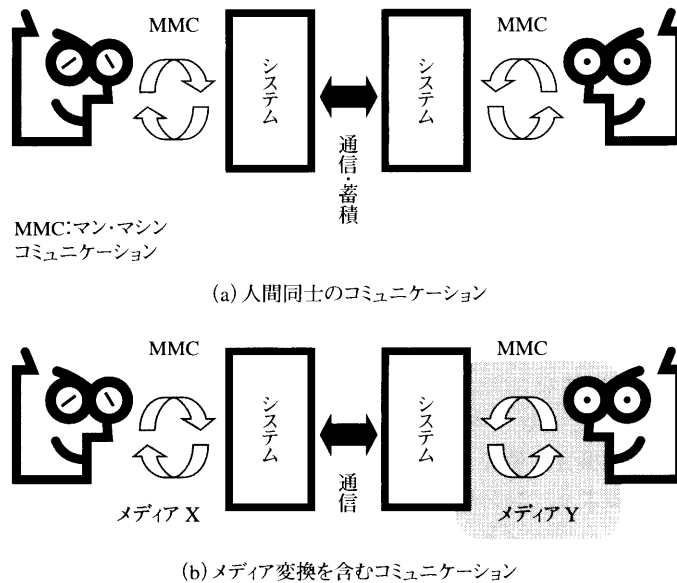 MMC
MMC
システム
システム
通信・蓄積
MMC:マン・マシン
コミュニケーション
(a) 人間同士のコミュニケーション
MMC
MMC
システム
システム
通信
メディア X
メディア Y
(b) メディア変換を含むコミュニケーション